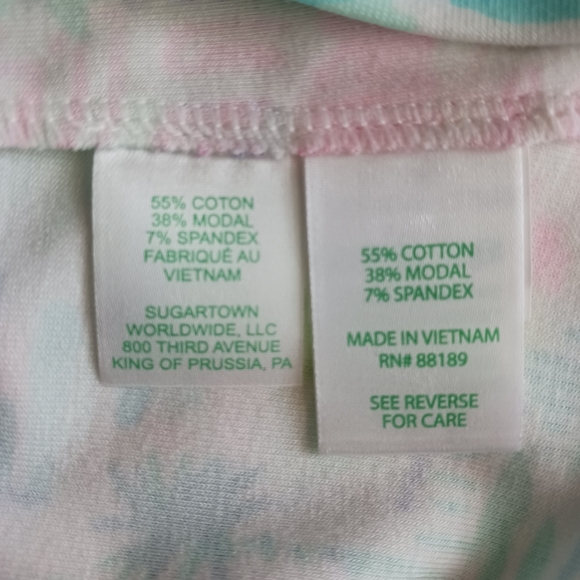 55% COTON
38% MODAL
7% SPANDEX
FABRIQUÉ AU
VIETNAM
SUGARTOWN
WORLDWIDE, LLC
800 THIRD AVENUE
KING OF PRUSSIA, PA
55% COTTON
38% MODAL
7% SPANDEX
MADE IN VIETNAM
RN# 88189
SEE REVERSE
FOR CARE